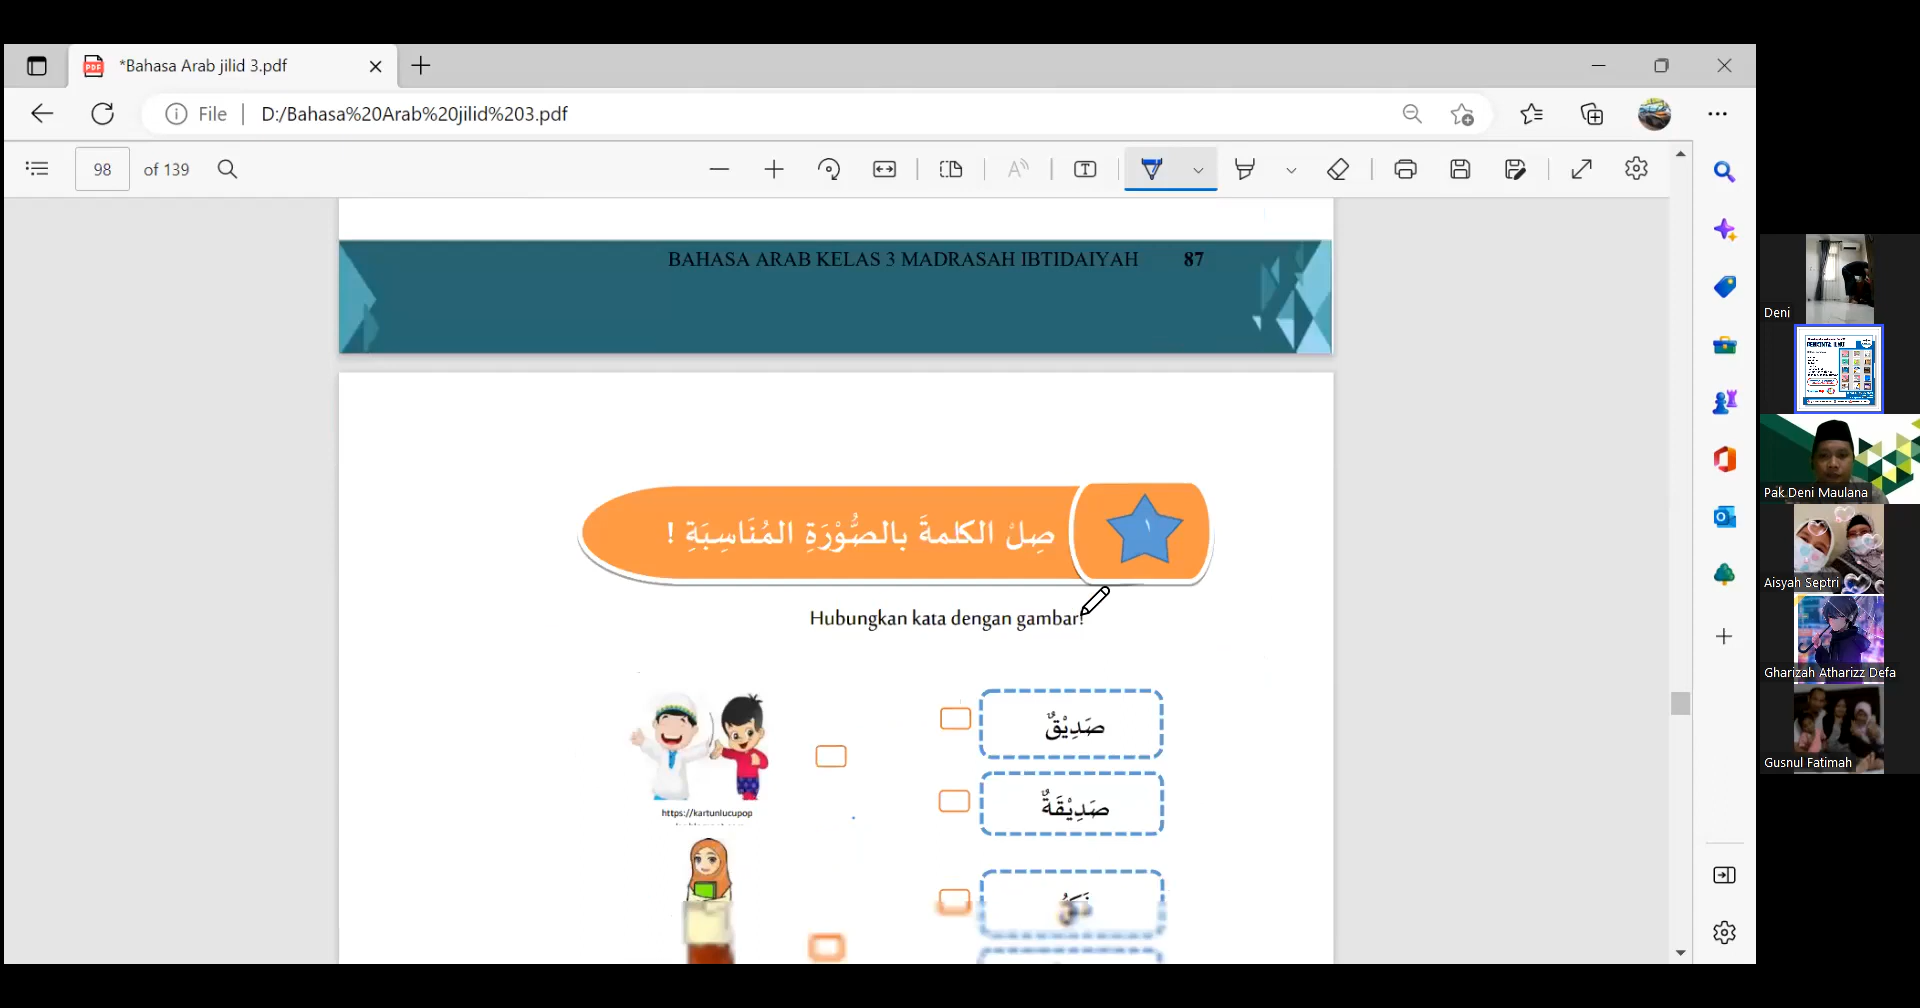 *Bahasa Arab jilid 3.pdf
File
D:/Bahasa%20Arab%20jilid%203.pdf
98 of 139
BAHASA ARAB KELAS 3 MADRASAH IBTIDAIYAH 87
١
صِلْ الكلمةَ بالصُّوْرَةِ المُنَاسِبَةِ !
Hubungkan kata dengan gambar!
صَدِيْقٌ
https://kartunlucupop
صَدِيْقَةٌ
Deni
Pak Deni Maulana
Aisyah Septri
Gharizah Atharizz Defa
Gusnul Fatimah